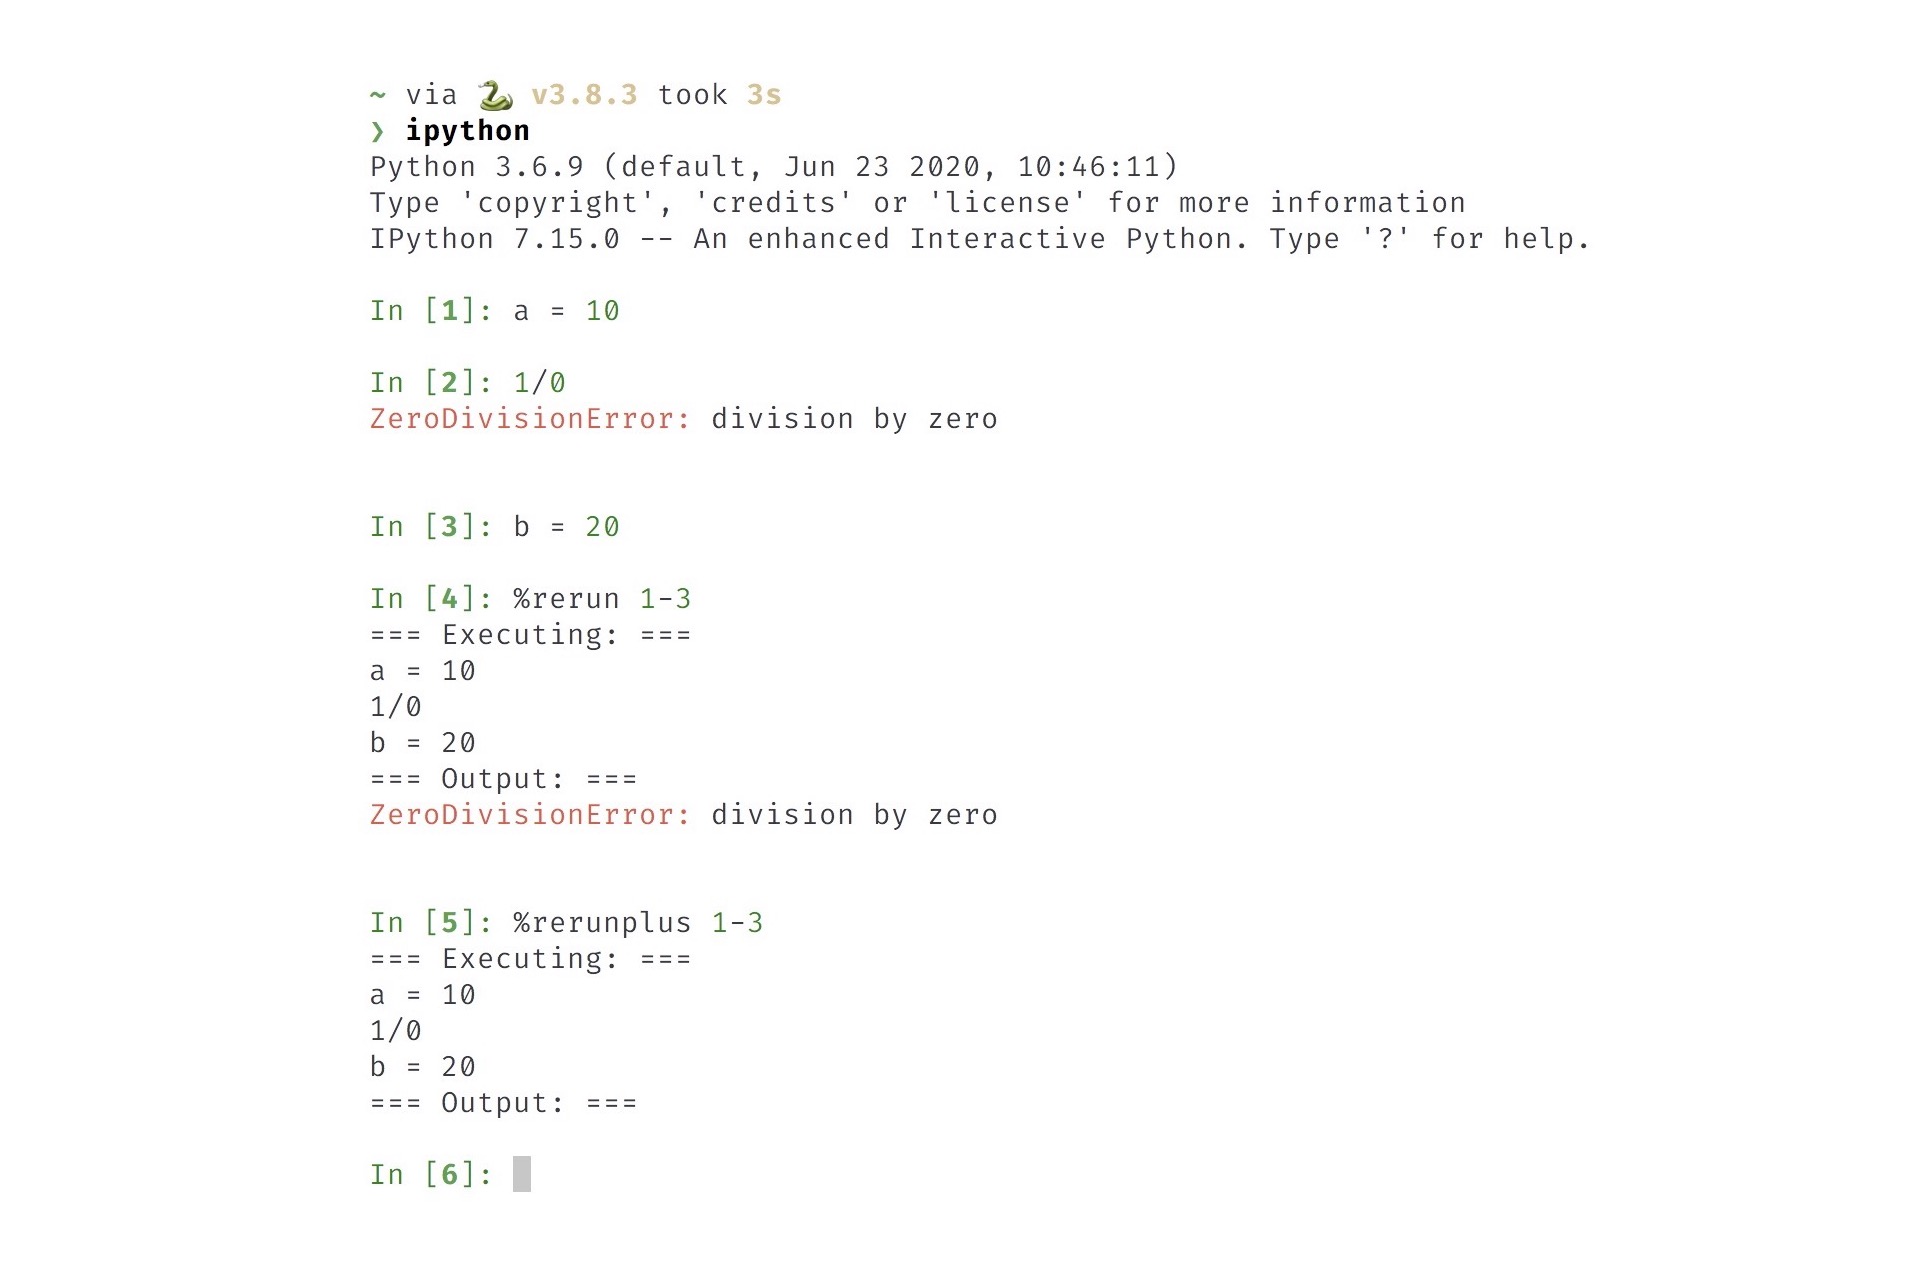 ~ via 🐍 v3.8.3 took 3s
❯ ipython
Python 3.6.9 (default, Jun 23 2020, 10:46:11)
Type 'copyright', 'credits' or 'license' for more information
IPython 7.15.0 -- An enhanced Interactive Python. Type '?' for help.
In [1]: a = 10
In [2]: 1/0
ZeroDivisionError: division by zero
In [3]: b = 20
In [4]: %rerun 1-3
=== Executing: ===
a = 10
1/0
b = 20
=== Output: ===
ZeroDivisionError: division by zero
In [5]: %rerunplus 1-3
=== Executing: ===
a = 10
1/0
b = 20
=== Output: ===
In [6]: